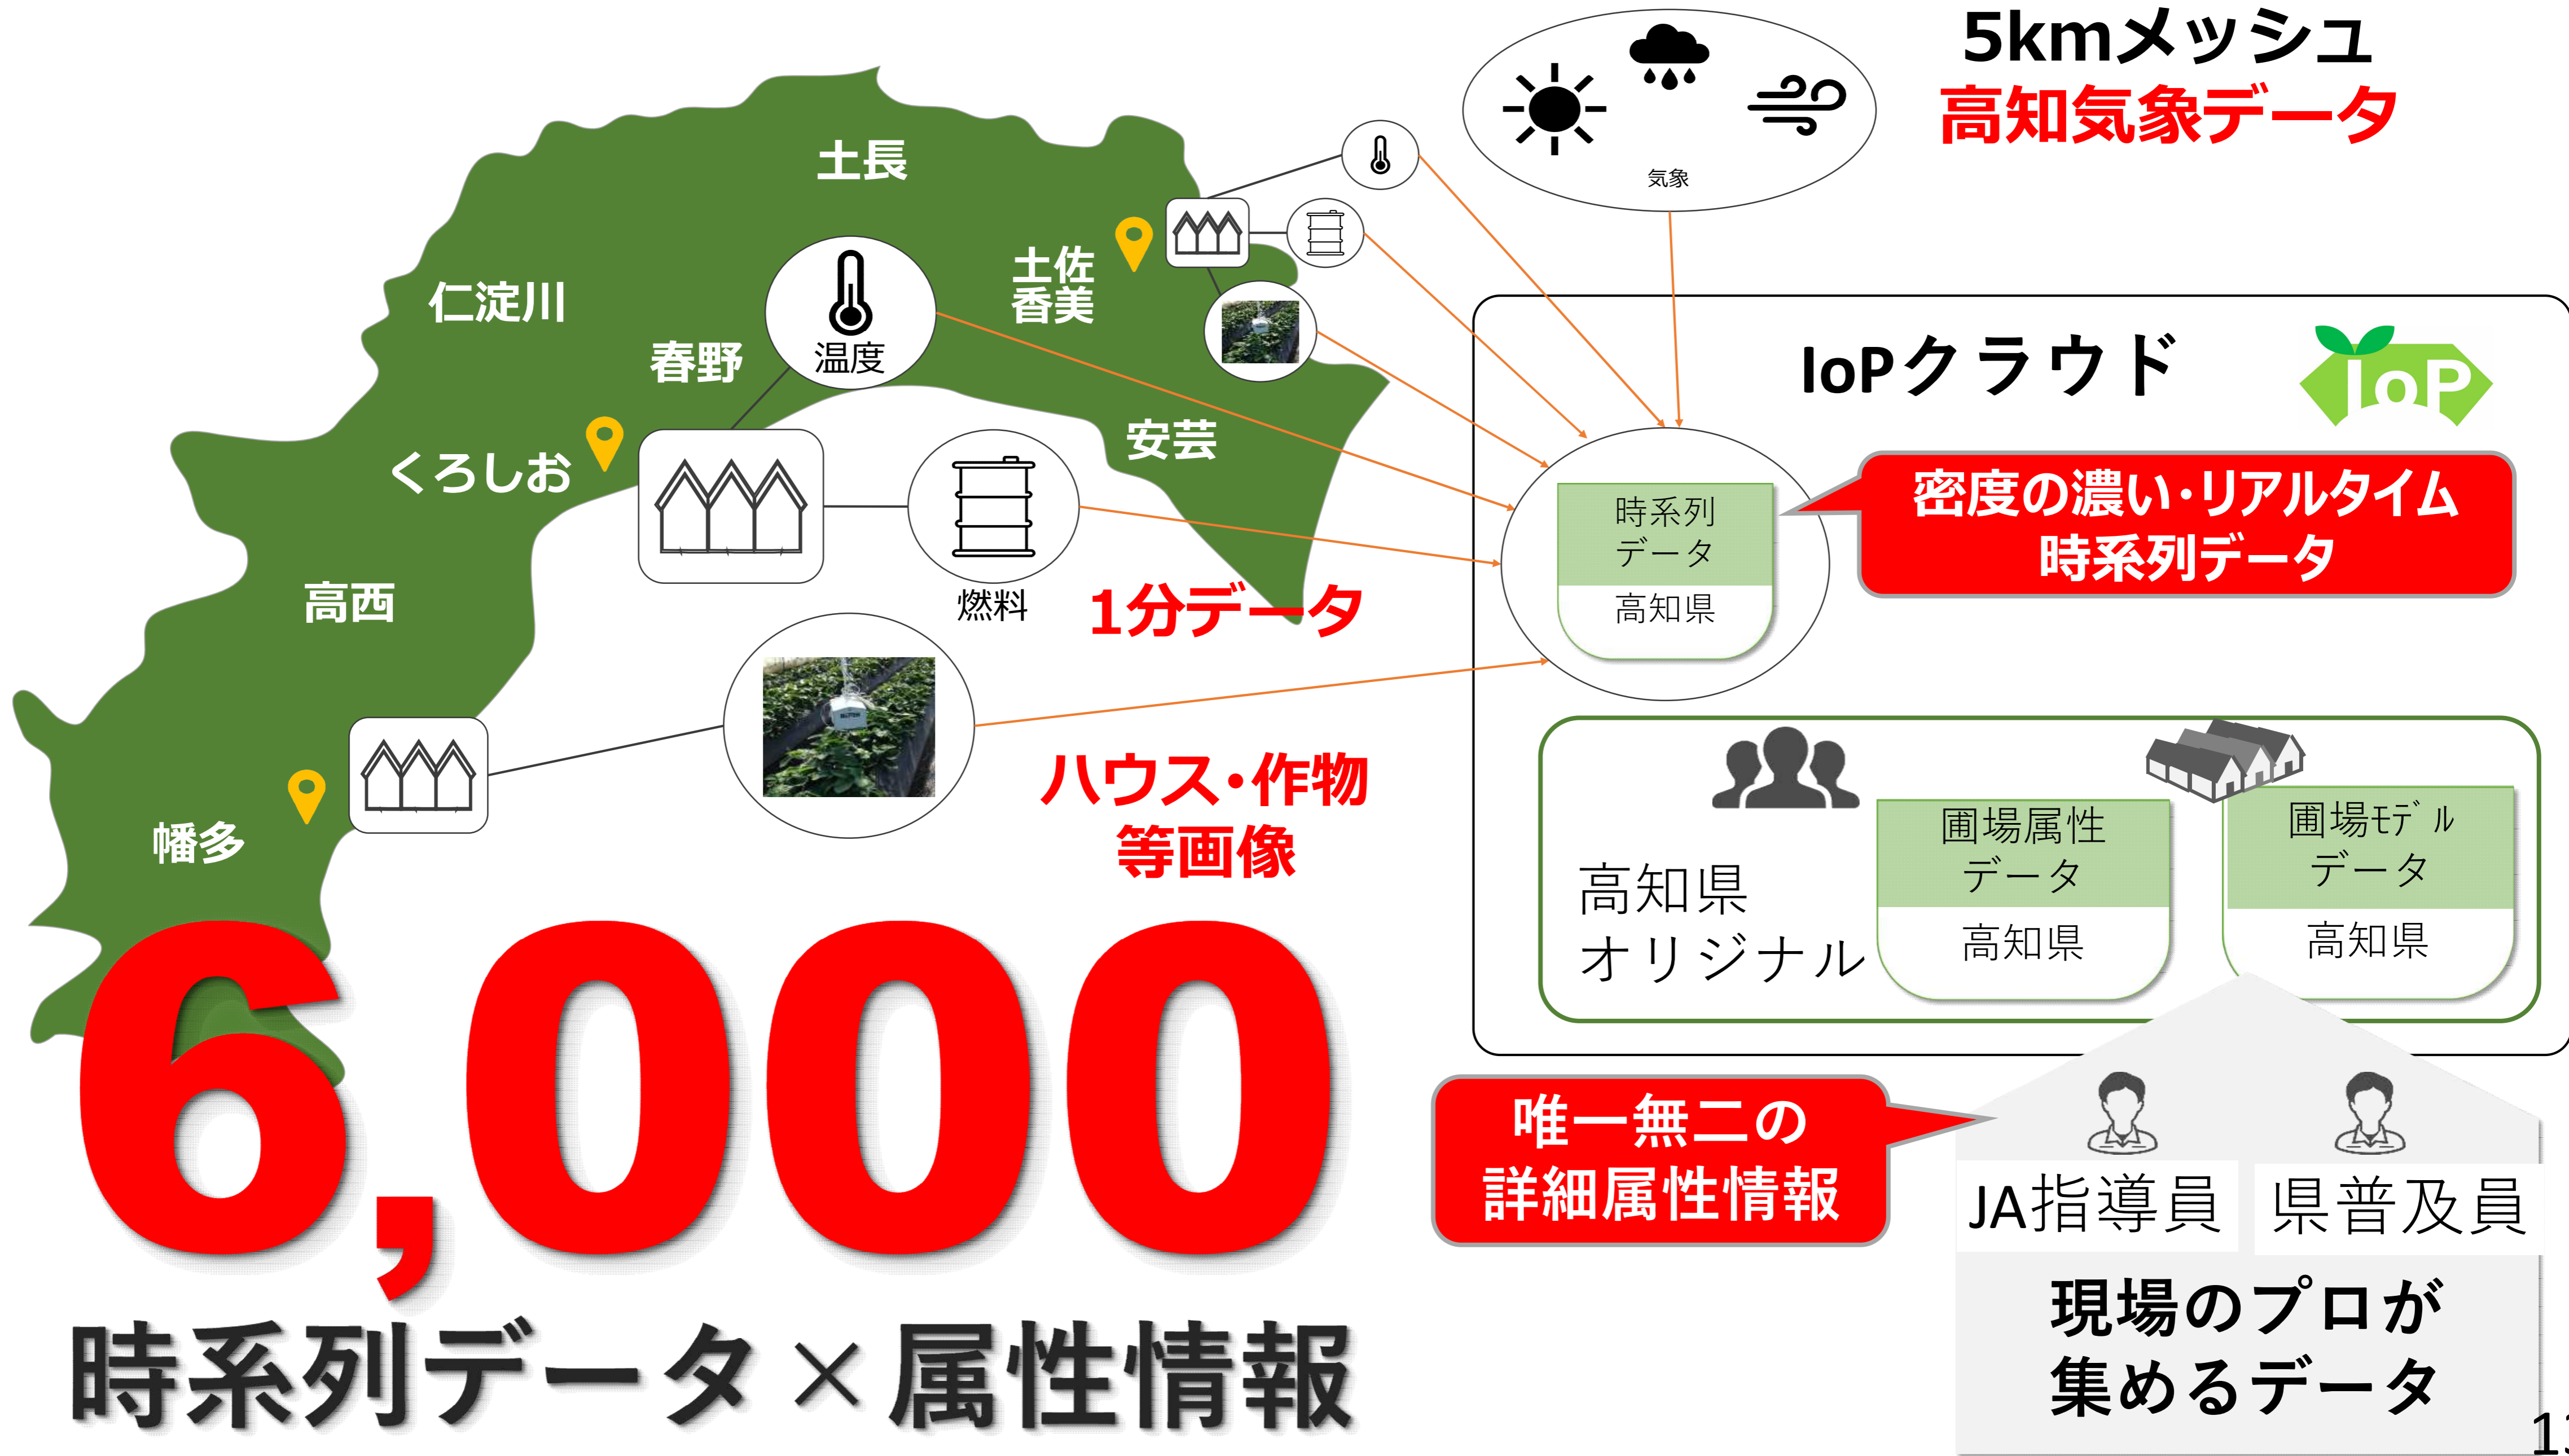 5kmメッシュ
高知気象データ
気象
土長
土佐
香美
仁淀川
春野
温度
安芸
くろしお
高西
幡多
燃料
1分データ
ハウス・作物
等画像
IoPクラウド
IoP
時系列
データ
高知県
密度の濃い・リアルタイム
時系列データ
高知県
オリジナル
圃場属性
データ
高知県
圃場ﾓﾃﾞﾙ
データ
高知県
唯一無二の
詳細属性情報
JA指導員
県普及員
現場のプロが
集めるデータ
6,000
時系列データ×属性情報